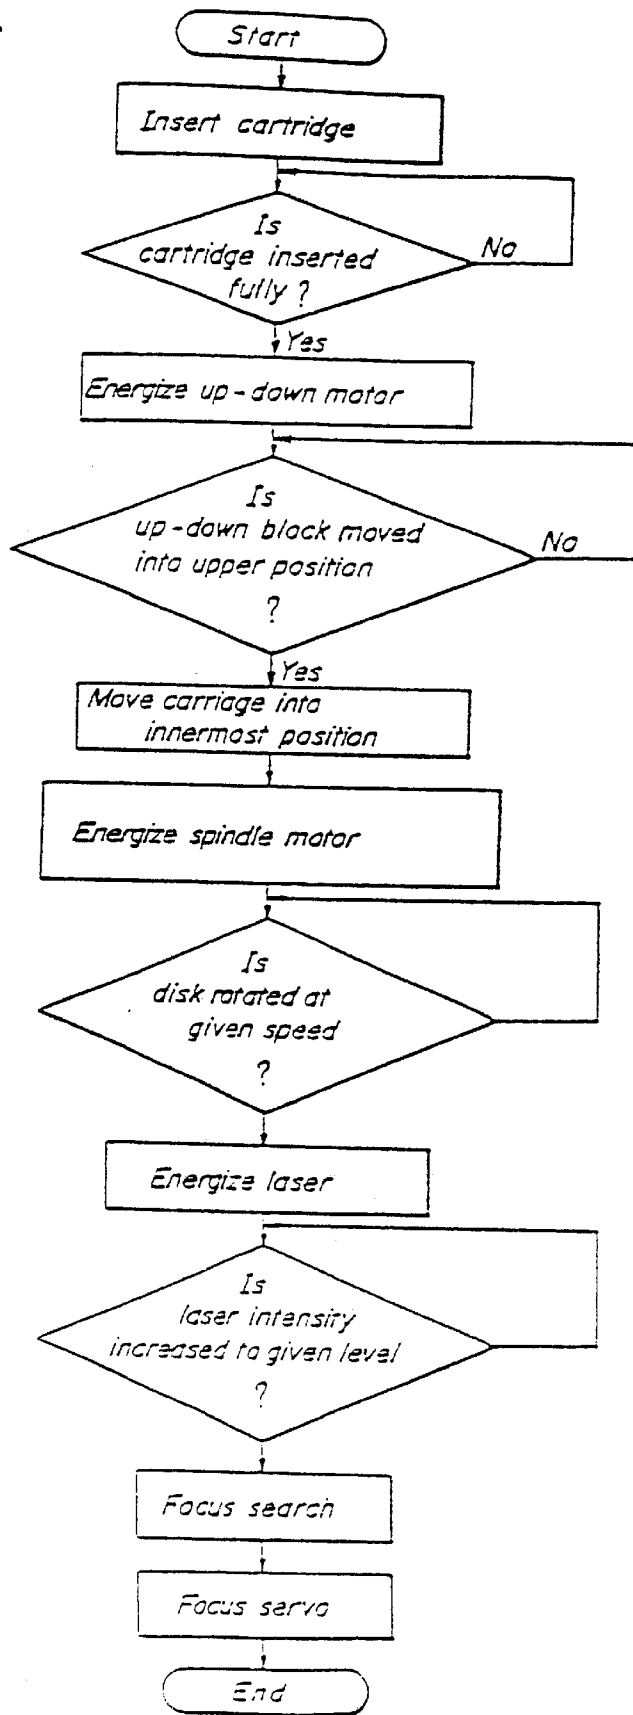 Start
Insert cartridge
Is
cartridge inserted
fully ?
No
Yes
Energize up-down motor
Is
up-down block moved
into upper position
?
No
Yes
Move carriage into
innermost position
Energize spindle motor
Is
disk rotated at
given speed
?
Energize laser
Is
laser intensity
increased to given level
?
Focus search
Focus servo
End